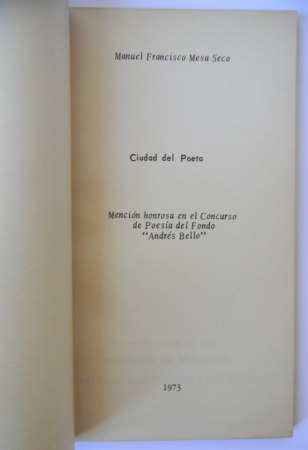 Manuel Francisco Mesa Seco
Ciudad del Poeta
Mención honrosa en el Concurso
de Poesía del Fondo
"Andrés Bello"
1973